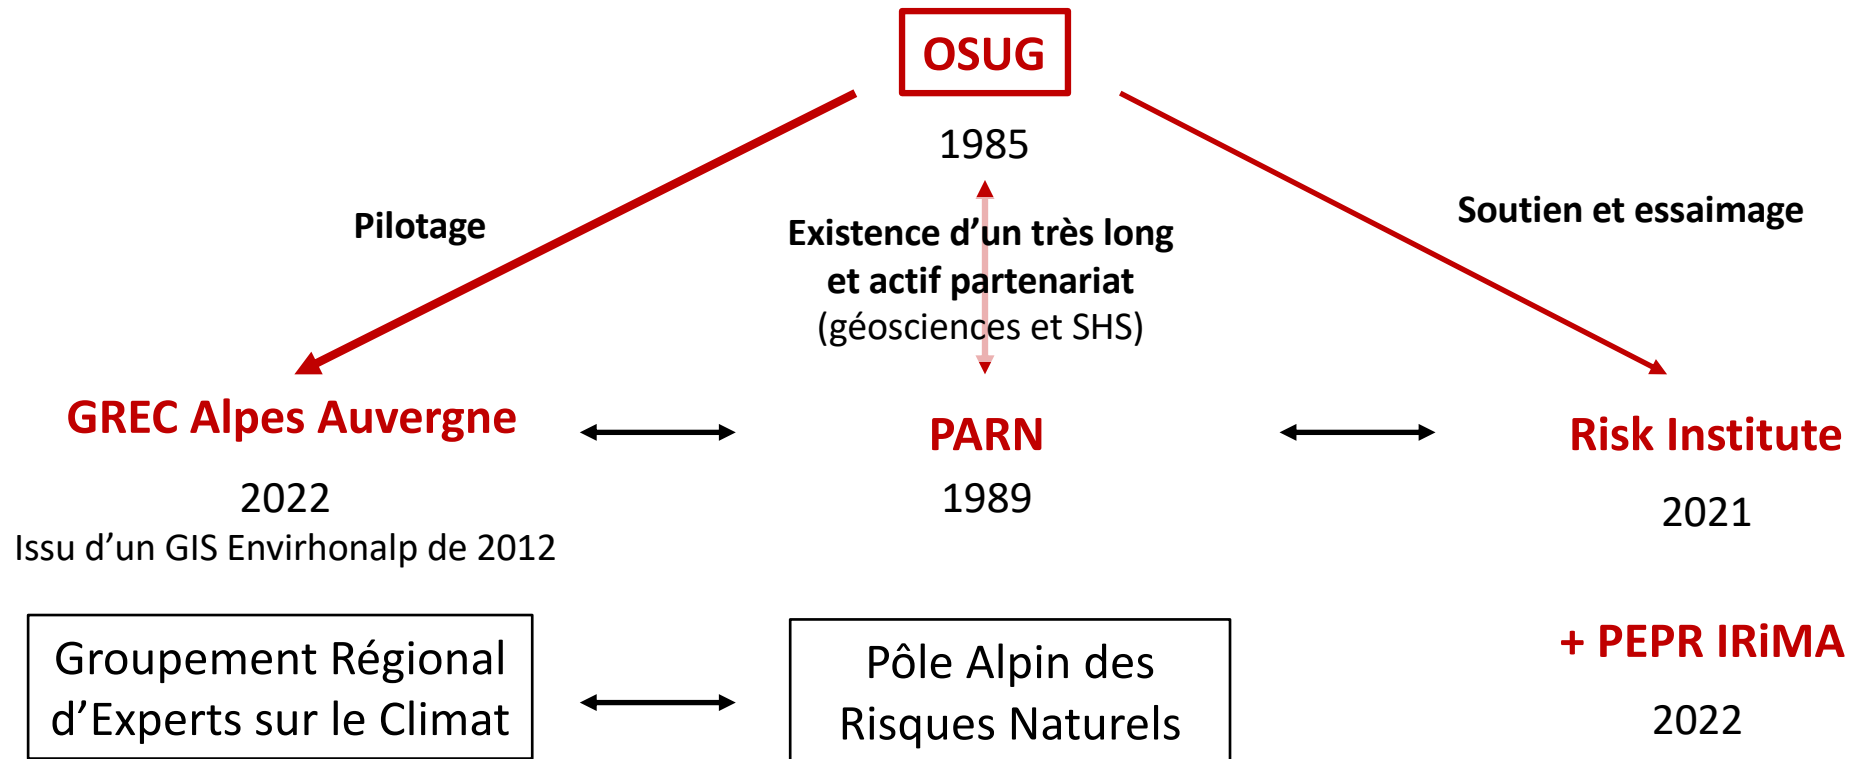 OSUG
1985
Pilotage
Existence d’un très long
et actif partenariat
(géosciences et SHS)
Soutien et essaimage
GREC Alpes Auvergne
2022
Issu d’un GIS Envirhonalp de 2012
PARN
1989
Risk Institute
2021
Groupement Régional
d’Experts sur le Climat
Pôle Alpin des
Risques Naturels
+ PEPR IRiMA
2022